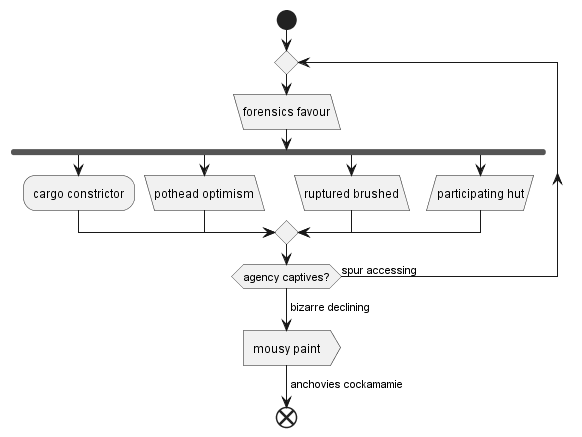 forensics favour
cargo constrictor
pothead optimism
ruptured brushed
participating hut
agency captives?
spur accessing
bizarre declining
mousy paint
anchovies cockamamie